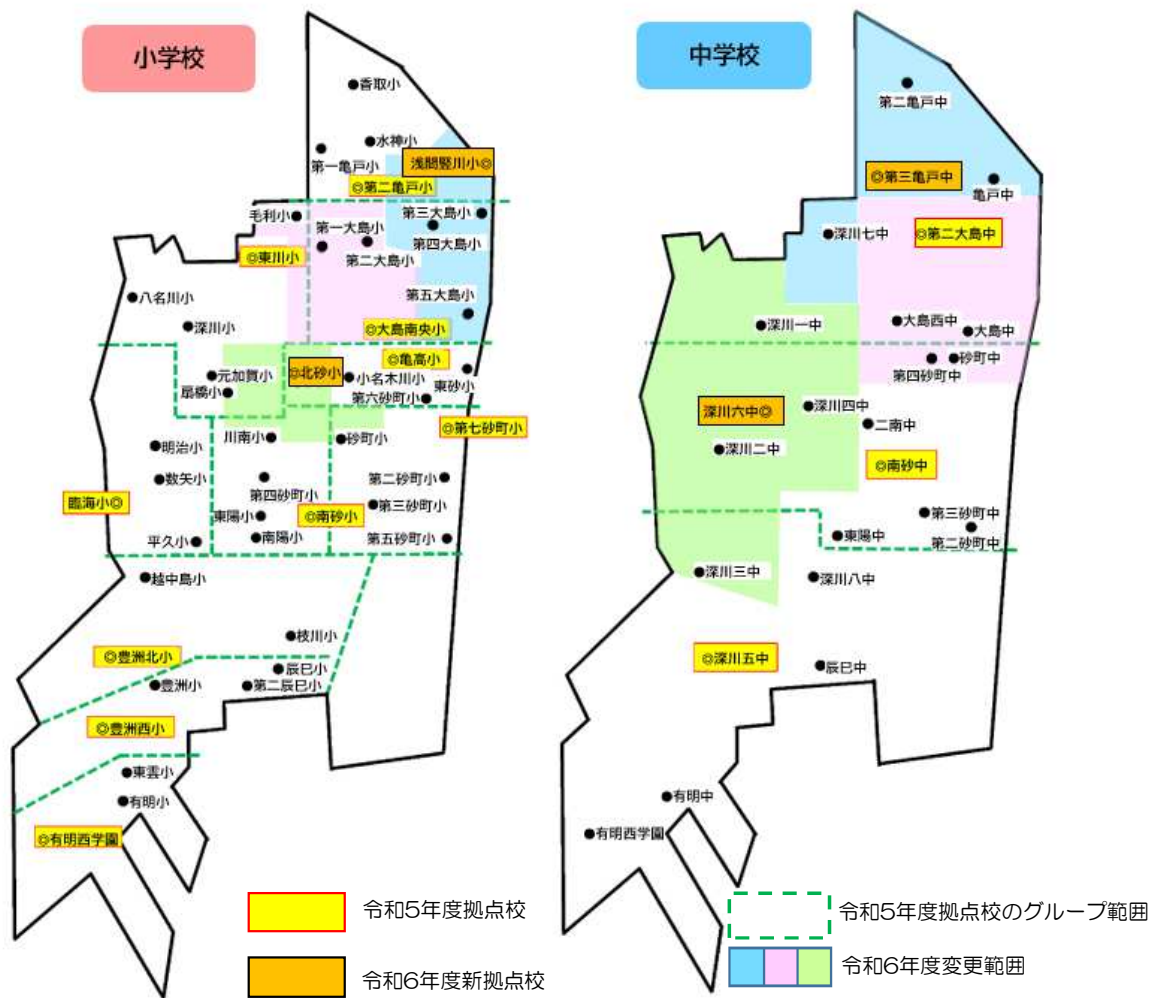 小学校
●香取小
●水神小
第一亀戸小
浅間竪川小◎
◎第二亀戸小
毛利小
第三大島小
第一大島小
第四大島小
◎東川小
第二大島小
八名川小
第五大島小
深川小
◎大島南央小
◎亀高小
元加賀小
◎北砂小
小名木川小
東砂小
扇橋小
第六砂町小
◎第七砂町小
川南小
砂町小
明治小
数矢小
第四砂町小
第二砂町小
臨海小◎
東陽小
◎南砂小
第三砂町小
平久小
南陽小
第五砂町小
越中島小
枝川小
◎豊洲北小
辰巳小
豊洲小
第二辰巳小
◎豊洲西小
東雲小
有明小
◎有明西学園
中学校
第二亀戸中
◎第三亀戸中
亀戸中
深川七中
◎第二大島中
深川一中
大島西中
大島中
砂町中
第四砂町中
深川六中◎
深川四中
二南中
深川二中
◎南砂中
第三砂町中
東陽中
第二砂町中
深川三中
深川八中
◎深川五中
辰巳中
有明中
有明西学園
令和5年度拠点校
令和6年度新拠点校
令和5年度拠点校のグループ範囲
令和6年度変更範囲